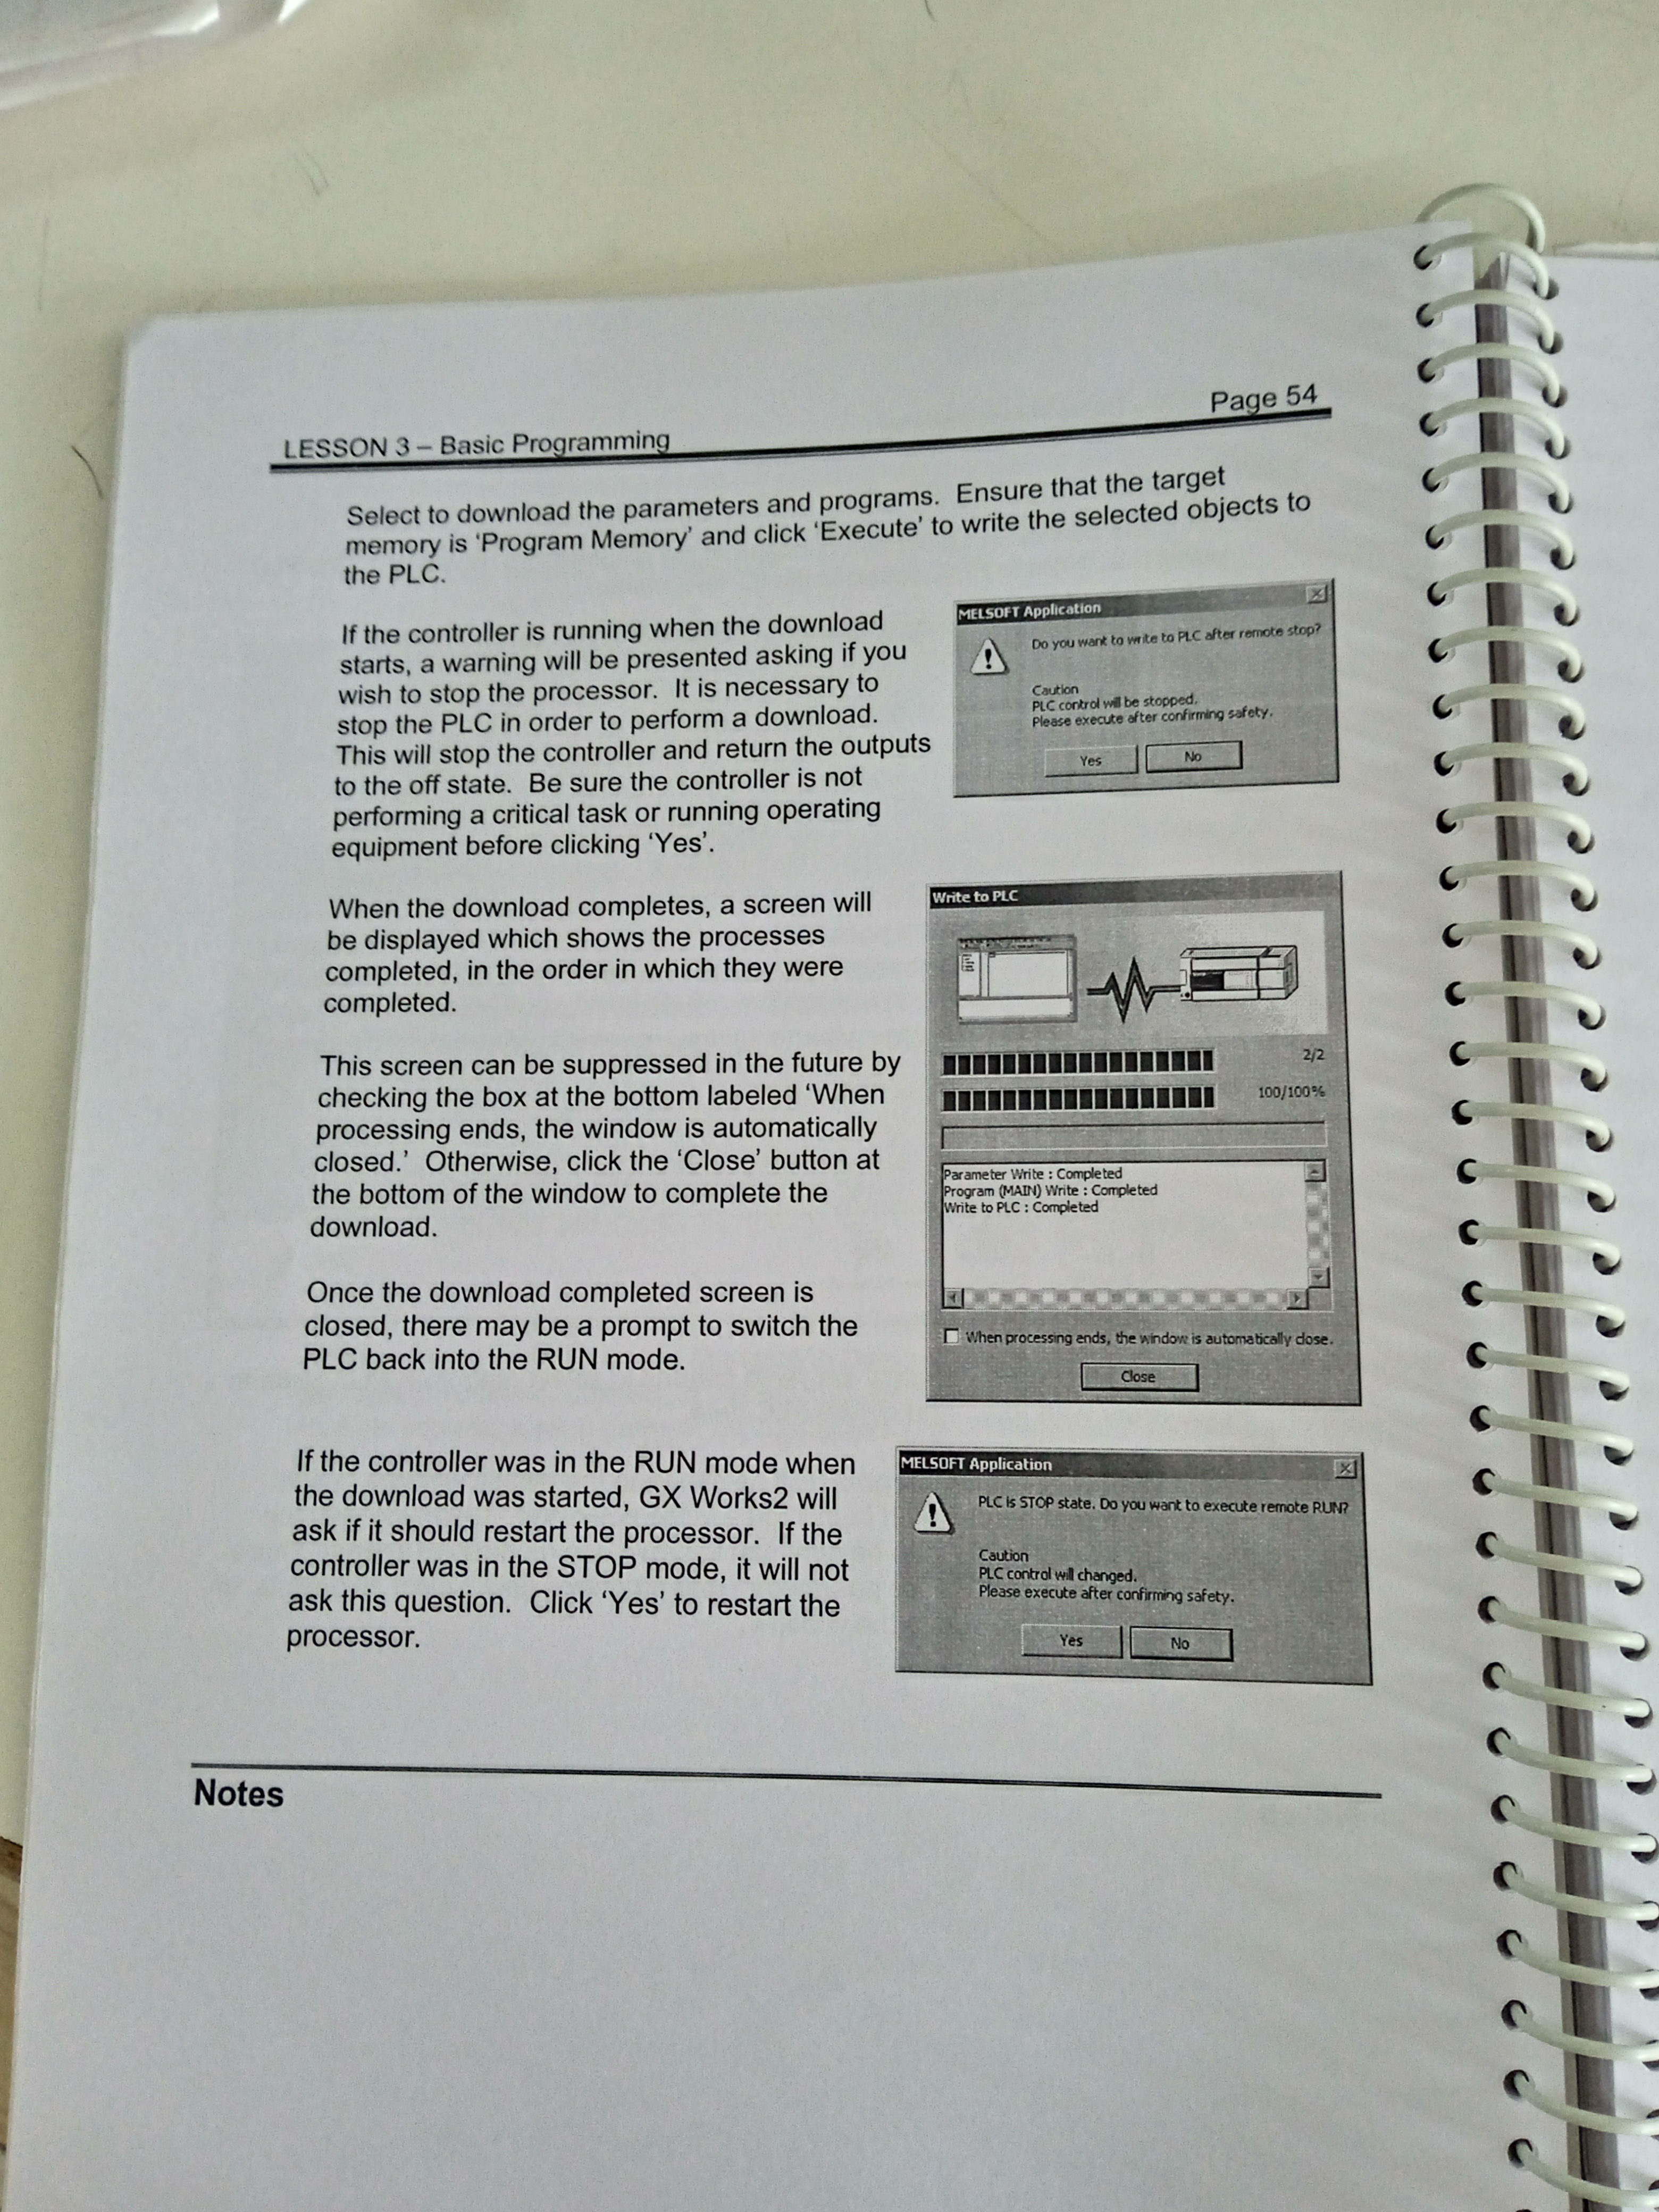 Page 54
LESSON 3 – Basic Programming
Select to download the parameters and programs.  Ensure that the target
memory is ‘Program Memory’ and click ‘Execute’ to write the selected objects to
the PLC.
If the controller is running when the download
starts, a warning will be presented asking if you
wish to stop the processor.  It is necessary to
stop the PLC in order to perform a download.
This will stop the controller and return the outputs
to the off state.  Be sure the controller is not
performing a critical task or running operating
equipment before clicking ‘Yes’.
MELSOFT Application
Do you want to write to PLC after remote stop?
Caution
PLC control will be stopped.
Please execute after confirming safety.
Yes
No
When the download completes, a screen will
be displayed which shows the processes
completed, in the order in which they were
completed.
This screen can be suppressed in the future by
checking the box at the bottom labeled ‘When
processing ends, the window is automatically
closed.’  Otherwise, click the ‘Close’ button at
the bottom of the window to complete the
download.
Once the download completed screen is
closed, there may be a prompt to switch the
PLC back into the RUN mode.
Write to PLC
2/2
100/100%
Parameter Write : Completed
Program (MAIN) Write : Completed
Write to PLC : Completed
When processing ends, the window is automatically close.
Close
If the controller was in the RUN mode when
the download was started, GX Works2 will
ask if it should restart the processor.  If the
controller was in the STOP mode, it will not
ask this question.  Click ‘Yes’ to restart the
processor.
MELSOFT Application
PLC is STOP state. Do you want to execute remote RUN?
Caution
PLC control will changed.
Please execute after confirming safety.
Yes
No
Notes